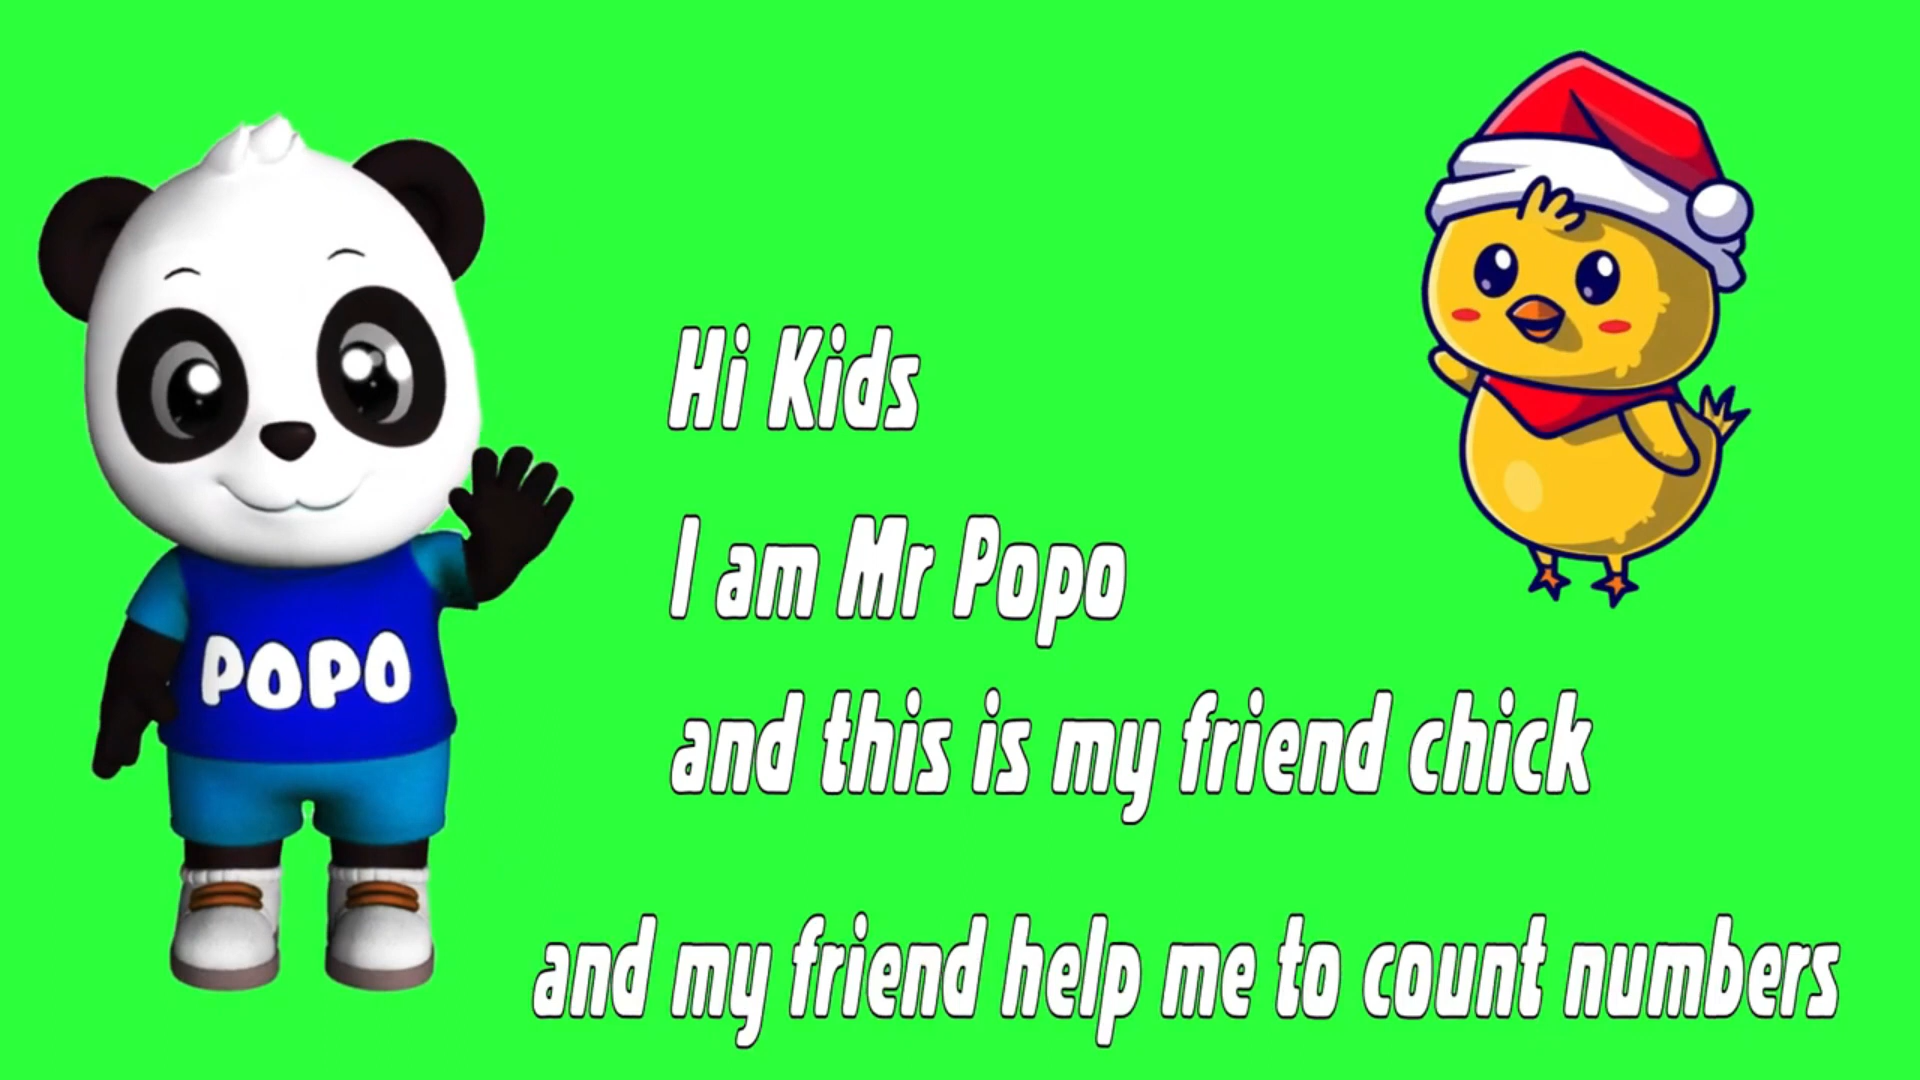 POPO
Hi Kids
I am Mr Popo
and this is my friend chick
and my friend help me to count numbers